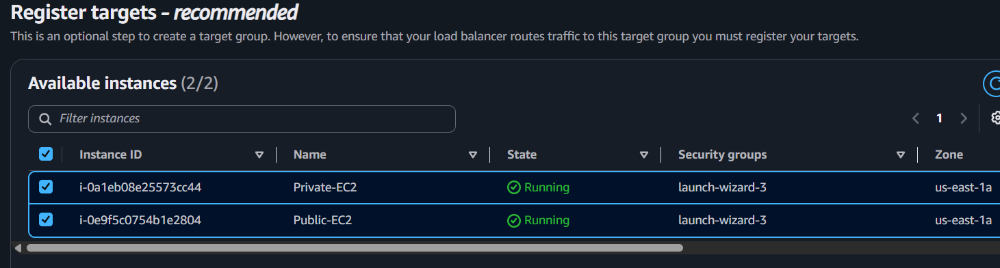 Register targets - recommended
This is an optional step to create a target group. However, to ensure that your load balancer routes traffic to this target group you must register your targets.
Available instances (2/2)
Filter instances
1
Instance ID Name State Security groups Zone
i-0a1eb08e25573cc44 Private-EC2 Running launch-wizard-3 us-east-1a
i-0e9f5c0754b1e2804 Public-EC2 Running launch-wizard-3 us-east-1a